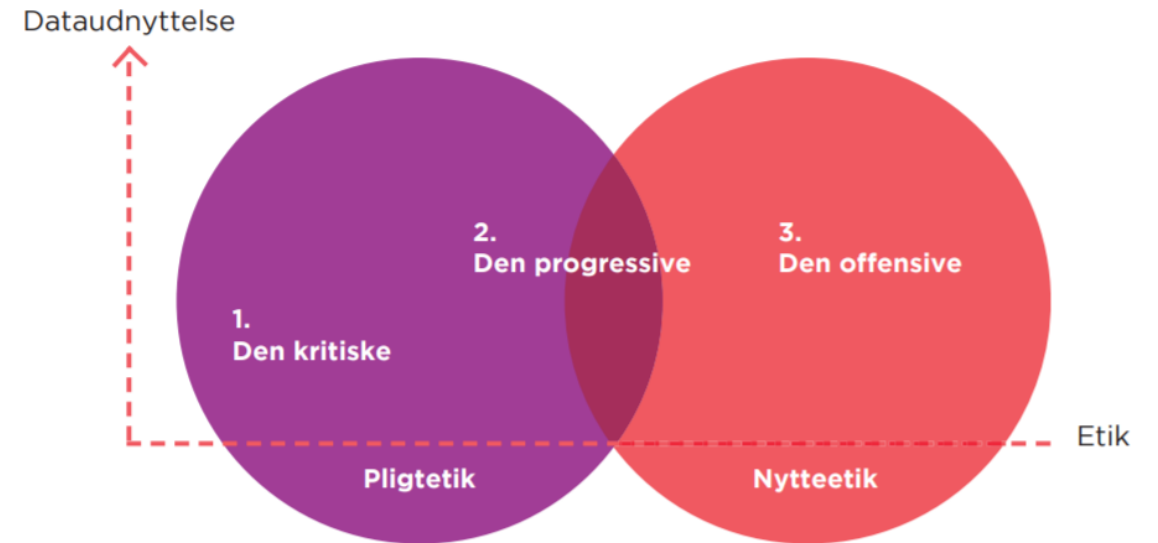 Dataudnyttelse
2.
Den progressive
3.
Den offensive
1.
Den kritiske
Etik
Pligtetik
Nytteetik